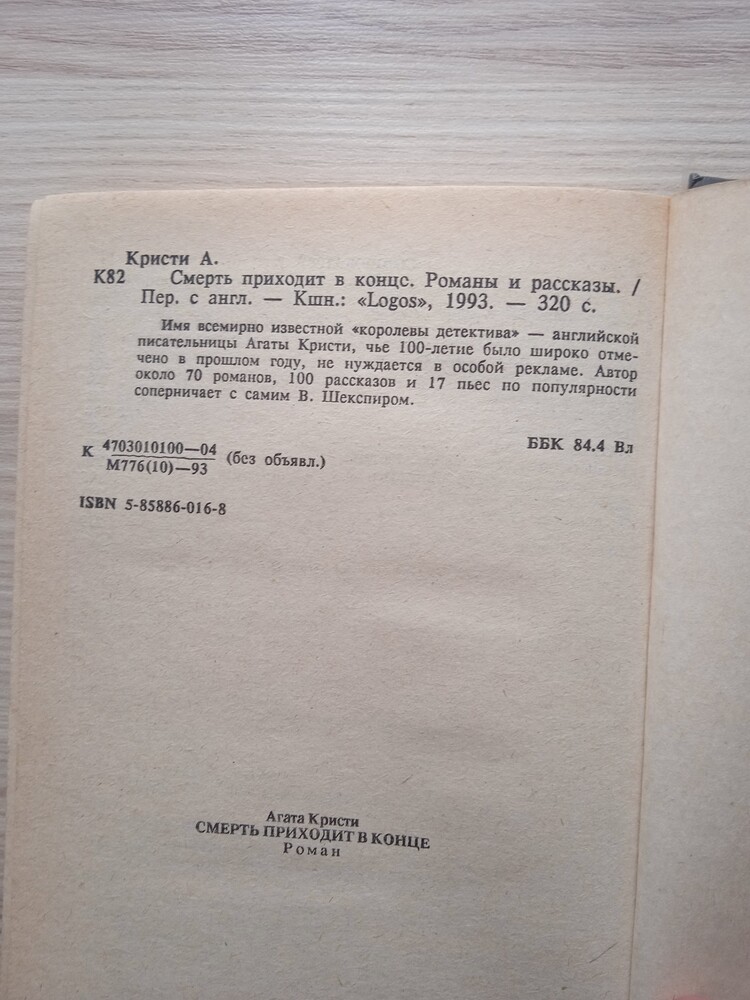 Кристи А.
К82 Смерть приходит в конце. Романы и рассказы. /
Пер. с англ. — Кшн.: «Logos», 1993. — 320 с.
Имя всемирно известной «королевы детектива» — английской
писательницы Агаты Кристи, чье 100-летие было широко отме-
чено в прошлом году, не нуждается в особой рекламе. Автор
около 70 романов, 100 рассказов и 17 пьес по популярности
соперничает с самим В. Шекспиром.
К 4703010100—04
М776(10)—93 (без объявл.)
ББК 84.4 Вл
ISBN 5-85886-016-8
Агата Кристи
СМЕРТЬ ПРИХОДИТ В КОНЦЕ
Роман